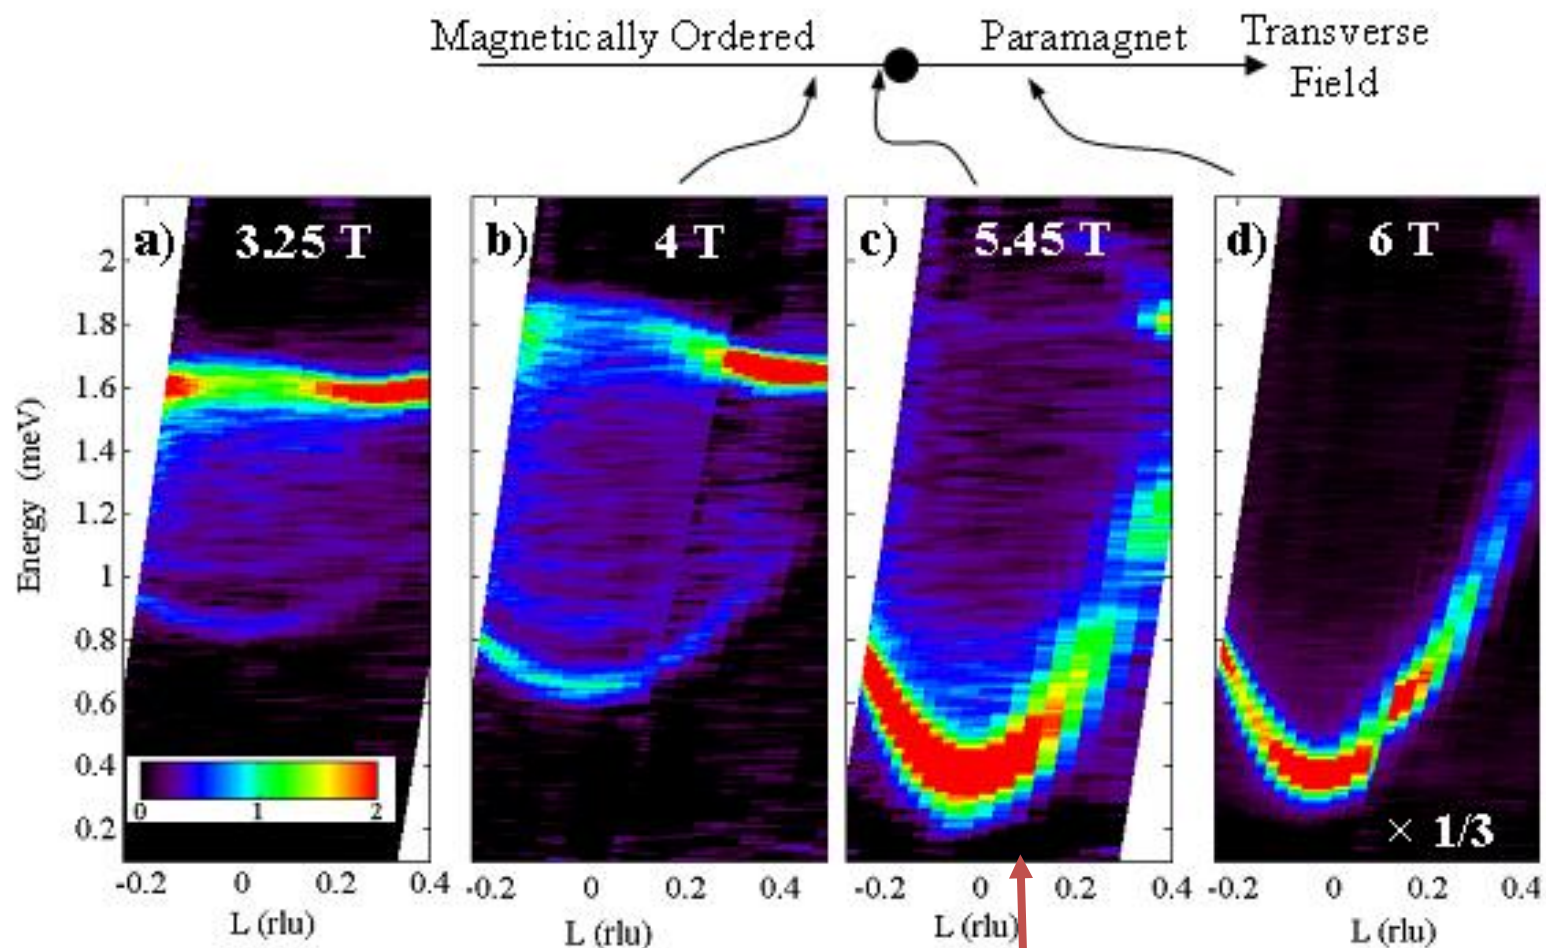 Magnetically Ordered
Paramagnet
Transverse
Field
a)
3.25 T
b)
4 T
c)
5.45 T
d)
6 T
2
1.8
1.6
1.4
1.2
1
0.8
0.6
0.4
0.2
Energy (meV)
0 1 2
× 1/3
-0.2 0 0.2 0.4
-0.2 0 0.2 0.4
-0.2 0 0.2 0.4
-0.2 0 0.2 0.4
L (rlu)
L (rlu)
L (rlu)
L (rlu)